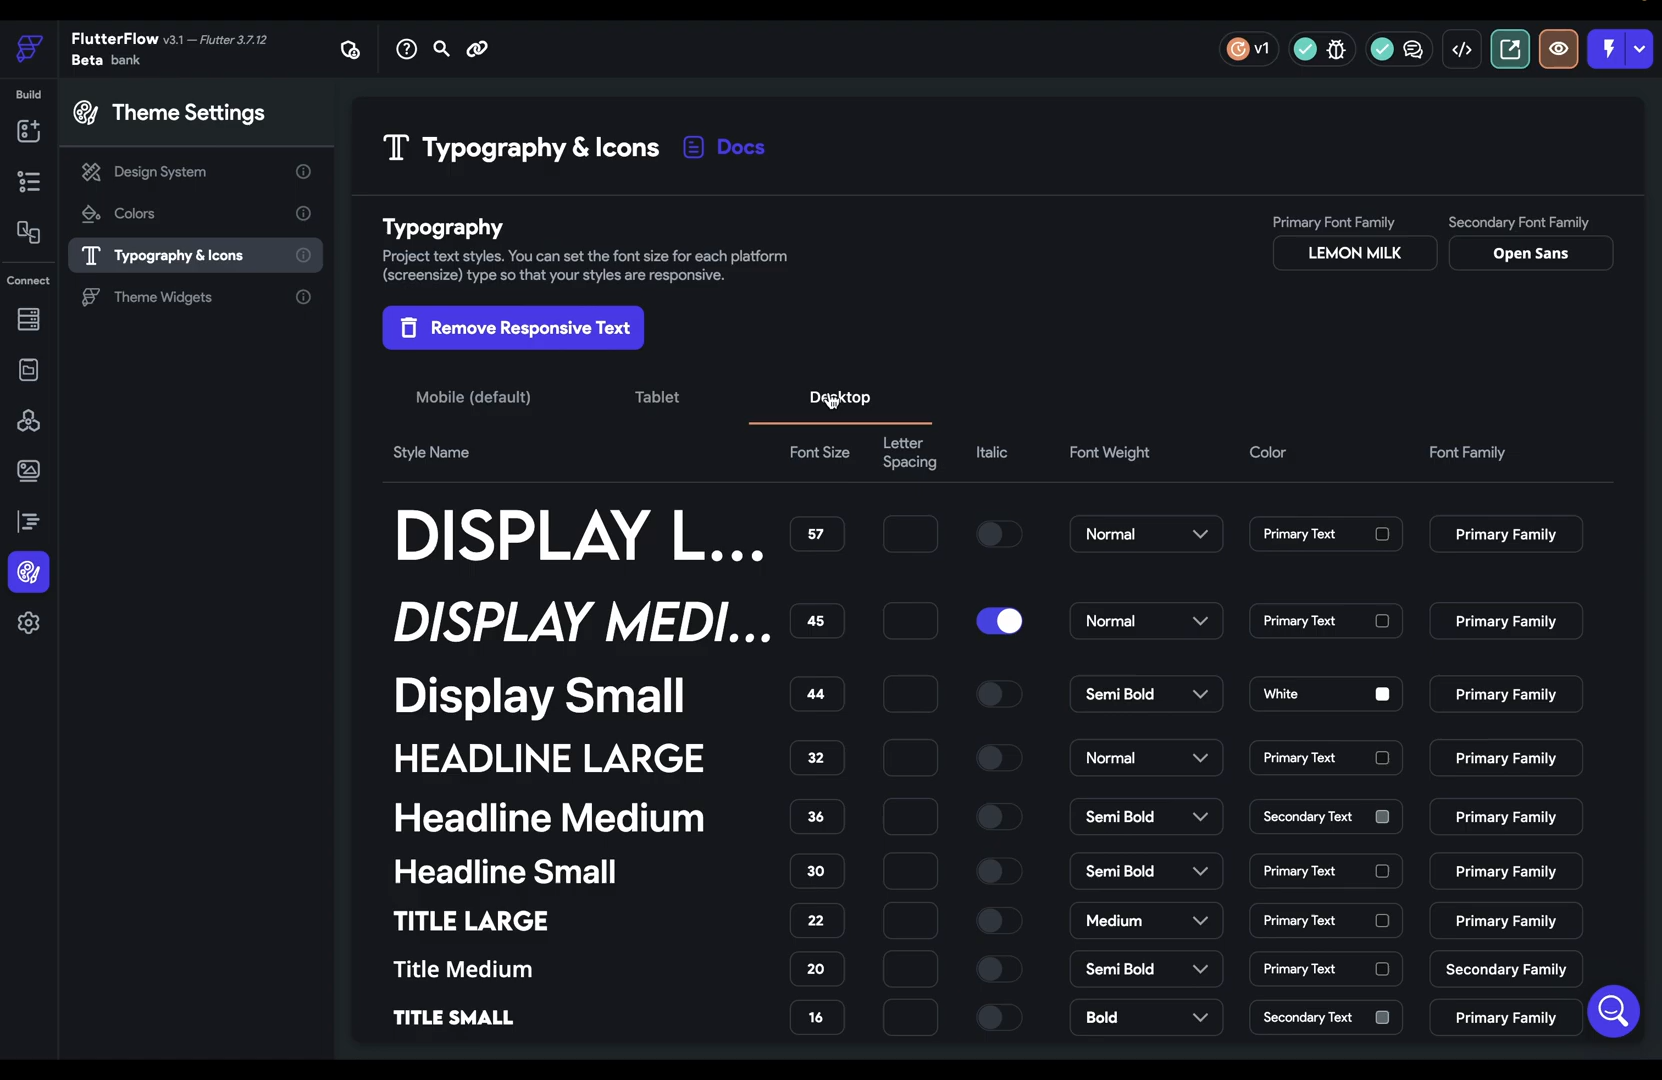 FlutterFlow v3.1 — Flutter 3.7.12
Beta bank
v1
Build
Connect
Theme Settings
Design System
Colors
Typography & Icons
Theme Widgets
Typography & Icons Docs
Typography
Project text styles. You can set the font size for each platform
(screensize) type so that your styles are responsive.
Primary Font Family
LEMON MILK
Secondary Font Family
Open Sans
Remove Responsive Text
Mobile (default) Tablet Desktop
Style Name Font Size Letter Spacing Italic Font Weight Color Font Family
DISPLAY L... 57 Normal Primary Text Primary Family
DISPLAY MEDI... 45 Normal Primary Text Primary Family
Display Small 44 Semi Bold White Primary Family
HEADLINE LARGE 32 Normal Primary Text Primary Family
Headline Medium 36 Semi Bold Secondary Text Primary Family
Headline Small 30 Semi Bold Primary Text Primary Family
TITLE LARGE 22 Medium Primary Text Primary Family
Title Medium 20 Semi Bold Primary Text Secondary Family
TITLE SMALL 16 Bold Secondary Text Primary Family